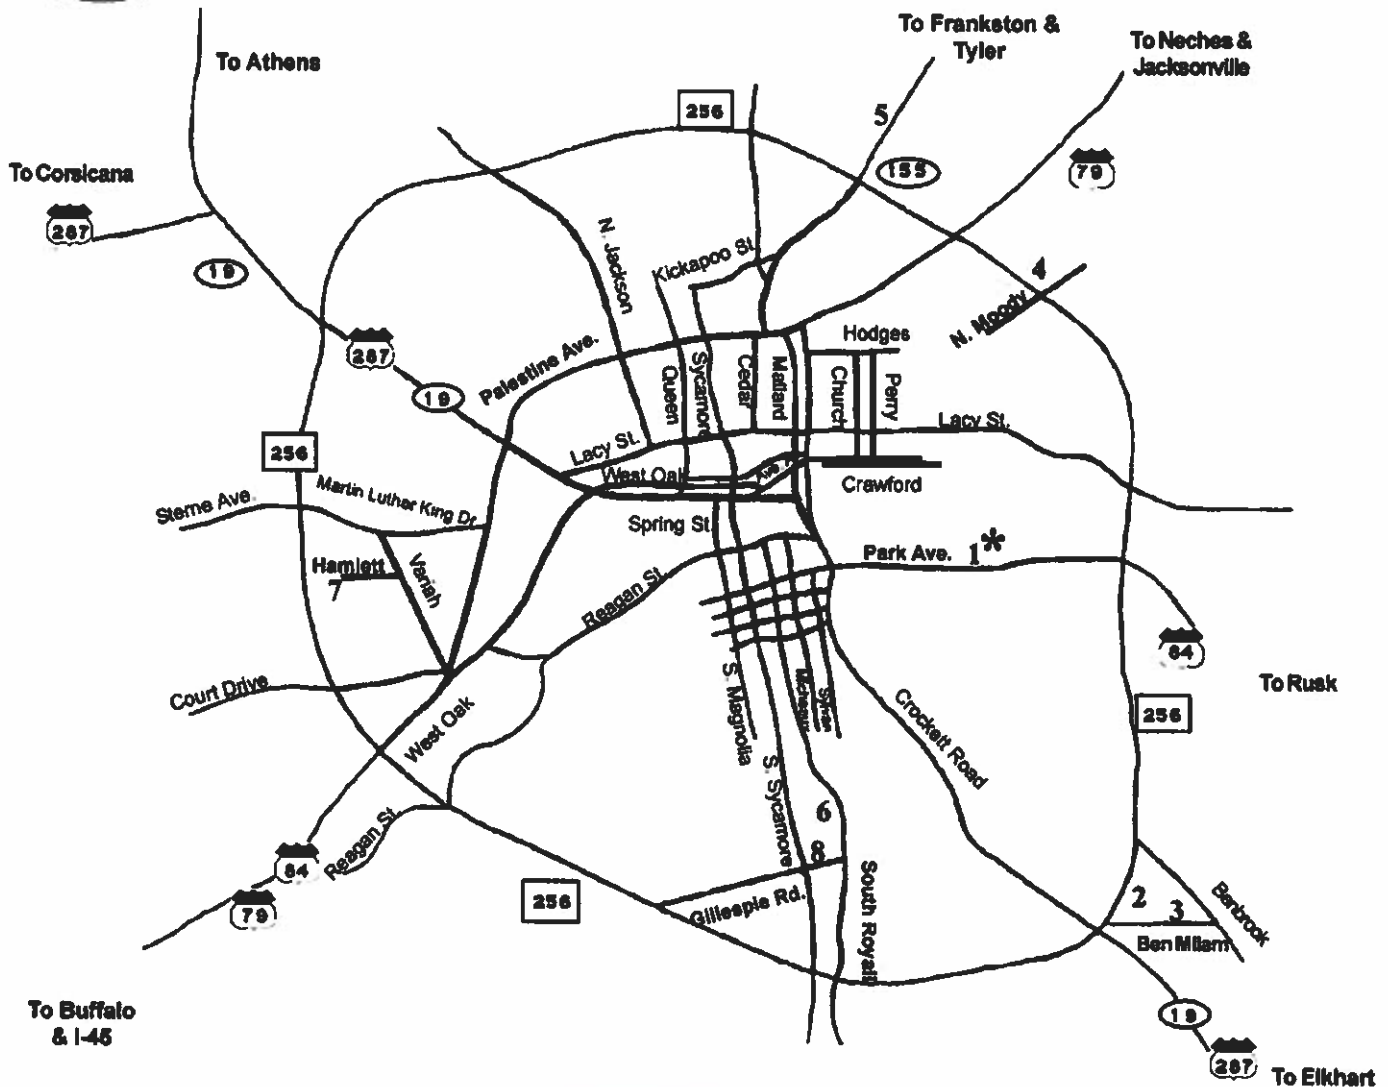 To Frankston &
Tyler
To Neches &
Jacksonville
To Athens
256
5
155
79
To Corsicana
287
19
N. Jackson
Kickapoo St.
4
N. Moody
287
Hodges
Palestine Ave.
19
Queen
Sycamore
Cedar
Mallard
Church
Perry
Lacy St.
Lacy St.
256
West Oak
Ave. A
Crawford
Martin Luther King Dr.
Sterne Ave.
Spring St.
Park Ave. 1*
Hamlett
7
Variah
Reagan St.
84
Court Drive
S. Magnolia
Micheaux
Sylvan
To Rusk
256
West Oak
Crockett Road
S. Sycamore
6
8
Reagan St.
84
79
256
Gillespie Rd.
South Royall
2
3
Benbrook
Ben Milam
To Buffalo
& I-45
19
287
To Elkhart